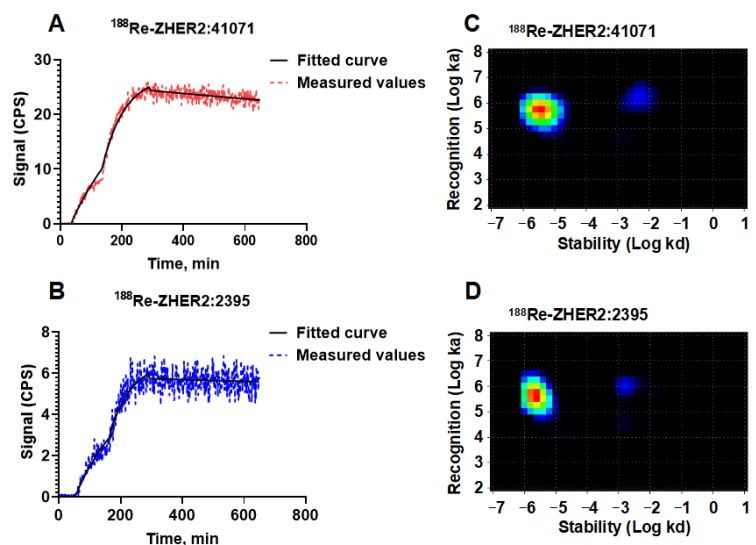 A
¹⁸⁸Re-ZHER2:41071
Fitted curve
Measured values
Signal (CPS)
30
20
10
0
0 200 400 600 800
Time, min
C
¹⁸⁸Re-ZHER2:41071
Recognition (Log ka)
8
7
6
5
4
3
2
−7 −6 −5 −4 −3 −2 −1 0 1
Stability (Log kd)
B
¹⁸⁸Re-ZHER2:2395
Fitted curve
Measured values
Signal (CPS)
8
6
4
2
0
0 200 400 600 800
Time, min
D
¹⁸⁸Re-ZHER2:2395
Recognition (Log ka)
8
7
6
5
4
3
2
−7 −6 −5 −4 −3 −2 −1 0 1
Stability (Log kd)